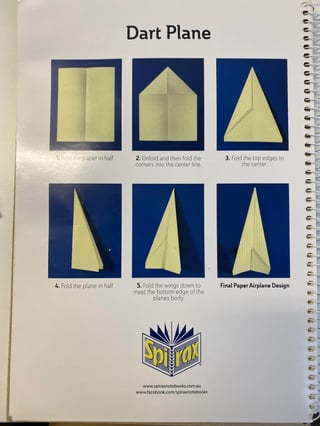 Dart Plane
1. Fold the paper in half
2. Unfold and then fold the
corners into the center line.
3. Fold the top edges to
the center.
4. Fold the plane in half.
5. Fold the wings down to
meet the bottom edge of the
planes body.
Final Paper Airplane Design
Spirax
www.spiraxnotebooks.com.au
www.facebook.com/spiraxnotebooks